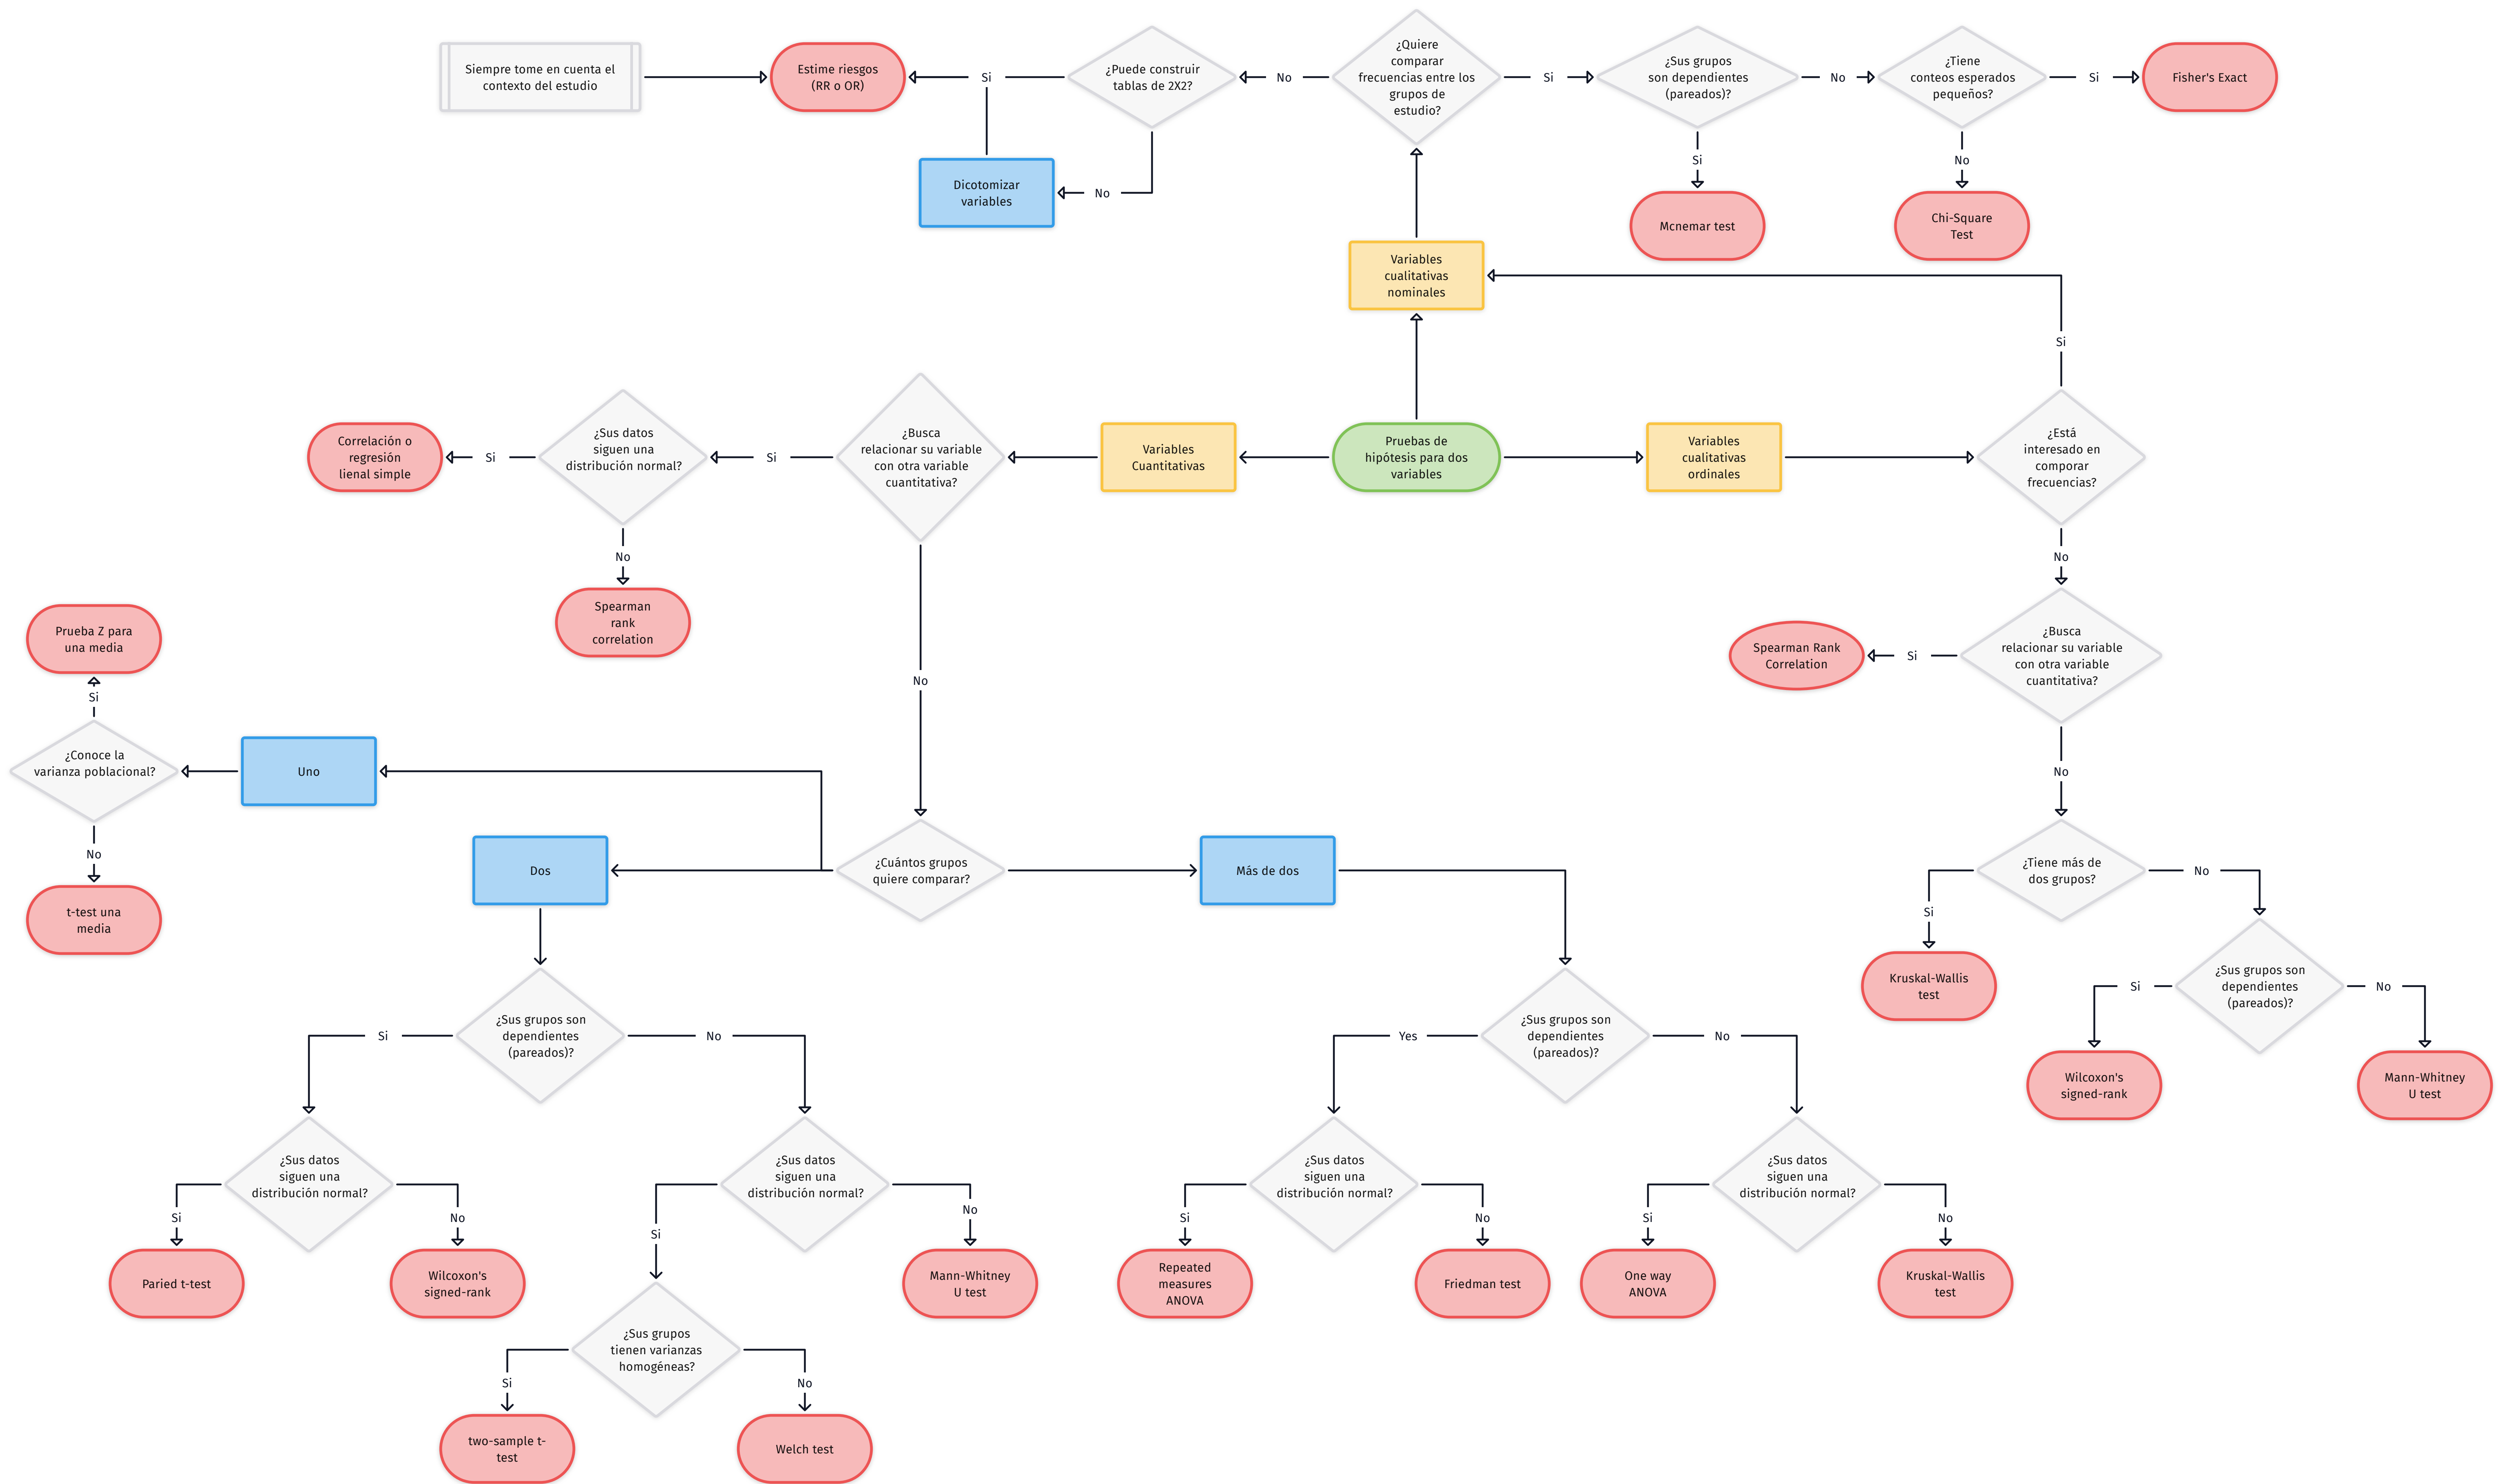 Siempre tome en cuenta el
contexto del estudio
Estime riesgos
(RR o OR)
Si
¿Puede construir
tablas de 2X2?
No
¿Quiere
comparar
frecuencias entre los
grupos de
estudio?
Si
¿Sus grupos
son dependientes
(pareados)?
No
¿Tiene
conteos esperados
pequeños?
Si
Fisher's Exact
Dicotomizar
variables
No
Si
Mcnemar test
No
Chi-Square
Test
Variables
cualitativas
nominales
Si
Correlación o
regresión
lienal simple
Si
¿Sus datos
siguen una
distribución normal?
Si
¿Busca
relacionar su variable
con otra variable
cuantitativa?
Variables
Cuantitativas
Pruebas de
hipótesis para dos
variables
Variables
cualitativas
ordinales
¿Está
interesado en
comporar
frecuencias?
No
Spearman
rank
correlation
No
No
Prueba Z para
una media
Si
¿Conoce la
varianza poblacional?
Uno
No
t-test una
media
Spearman Rank
Correlation
Si
¿Busca
relacionar su variable
con otra variable
cuantitativa?
No
Dos
¿Cuántos grupos
quiere comparar?
Más de dos
¿Tiene más de
dos grupos?
No
Si
Kruskal-Wallis
test
Si
¿Sus grupos son
dependientes
(pareados)?
No
Wilcoxon's
signed-rank
Mann-Whitney
U test
Si
¿Sus grupos son
dependientes
(pareados)?
No
Yes
¿Sus grupos son
dependientes
(pareados)?
No
¿Sus datos
siguen una
distribución normal?
Si
No
Paried t-test
Wilcoxon's
signed-rank
¿Sus datos
siguen una
distribución normal?
Si
No
Mann-Whitney
U test
¿Sus datos
siguen una
distribución normal?
Si
No
Repeated
measures
ANOVA
Friedman test
¿Sus datos
siguen una
distribución normal?
Si
No
One way
ANOVA
Kruskal-Wallis
test
¿Sus grupos
tienen varianzas
homogéneas?
Si
No
two-sample t-
test
Welch test